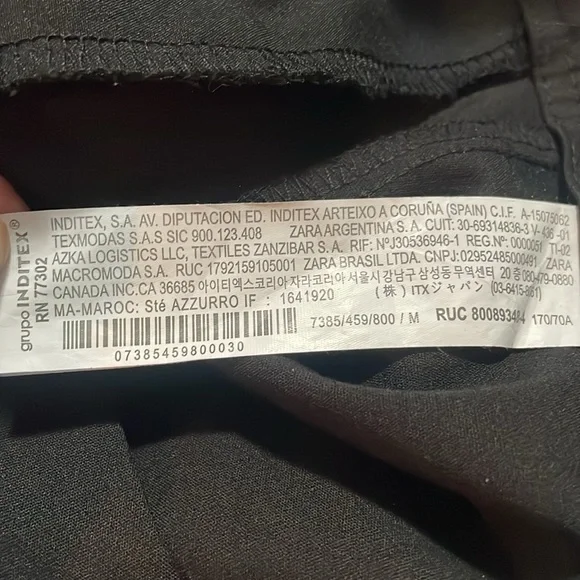 grupo INDITEX®
RN 77302
INDITEX, S.A. AV. DIPUTACION ED. INDITEX ARTEIXO A CORUÑA (SPAIN) C.I.F. A-15075062
TEXMODAS S.A.S SIC 900.123.408 ZARA ARGENTINA S. A. CUIT: 30-69314836-3 V-436 -01
AZKA LOGISTICS LLC, TEXTILES ZANZIBAR S.A. RIF: NºJ30536946-1 REG.Nº: 0000051 TI-02
MACROMODA S.A. RUC 1792159105001 ZARA BRASIL LTDA. CNPJ:02952485000491
CANADA INC.CA 36685 아이티엑스코리아 자라코리아 서울시 강남구 삼성동 무역센터 20 층 080-479-0880
MA-MAROC: Sté AZZURRO IF : 1641920 (株) ITXジャパン (03-6415-8061)
7385/459/800 / M RUC 800893484 170/70A
07385459800030